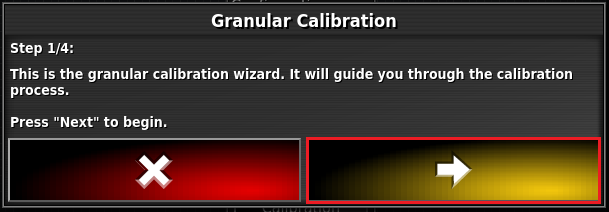 Granular Calibration
Step 1/4:
This is the granular calibration wizard. It will guide you through the calibration
process.
Press "Next" to begin.